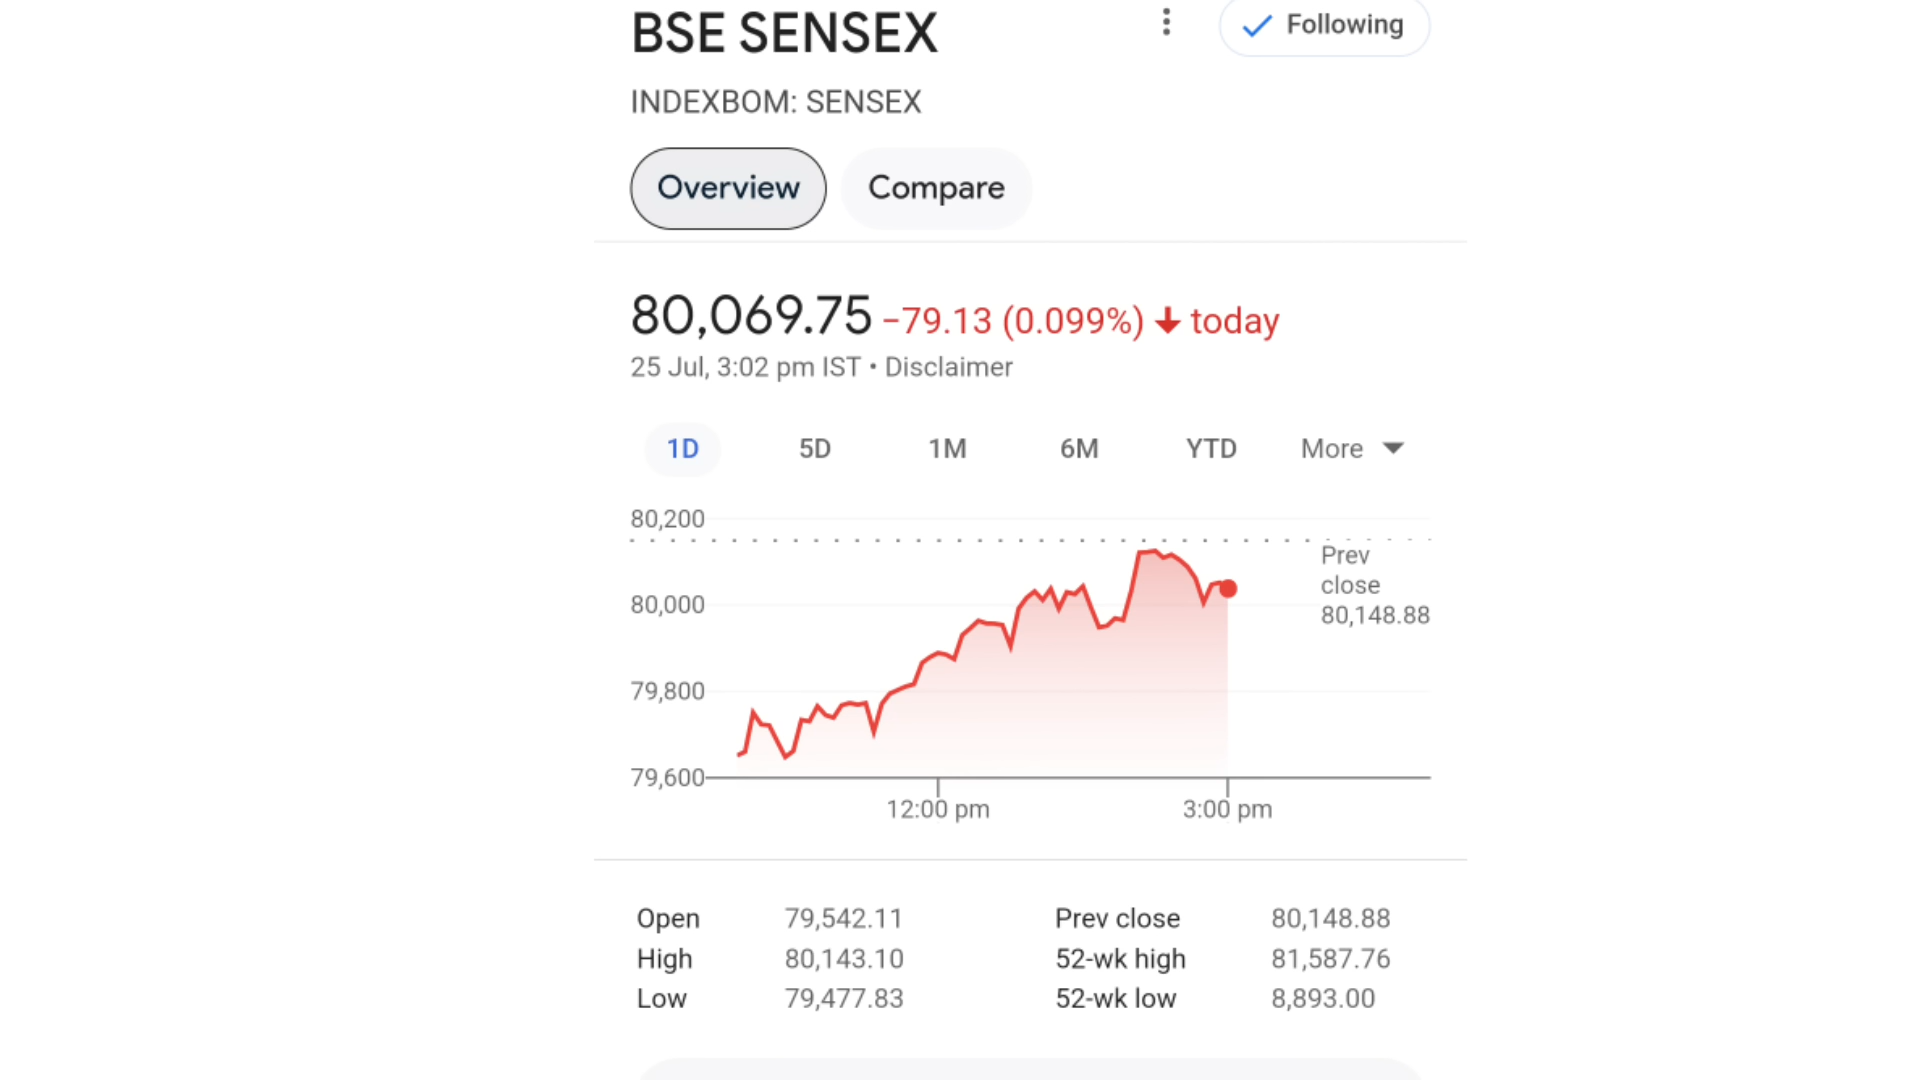 BSE SENSEX
Following
INDEXBOM: SENSEX
Overview
Compare
80,069.75 −79.13 (0.099%) ↓ today
25 Jul, 3:02 pm IST • Disclaimer
1D 5D 1M 6M YTD More
80,200
Prev
close
80,148.88
80,000
79,800
79,600
12:00 pm 3:00 pm
Open 79,542.11 Prev close 80,148.88
High 80,143.10 52-wk high 81,587.76
Low 79,477.83 52-wk low 8,893.00